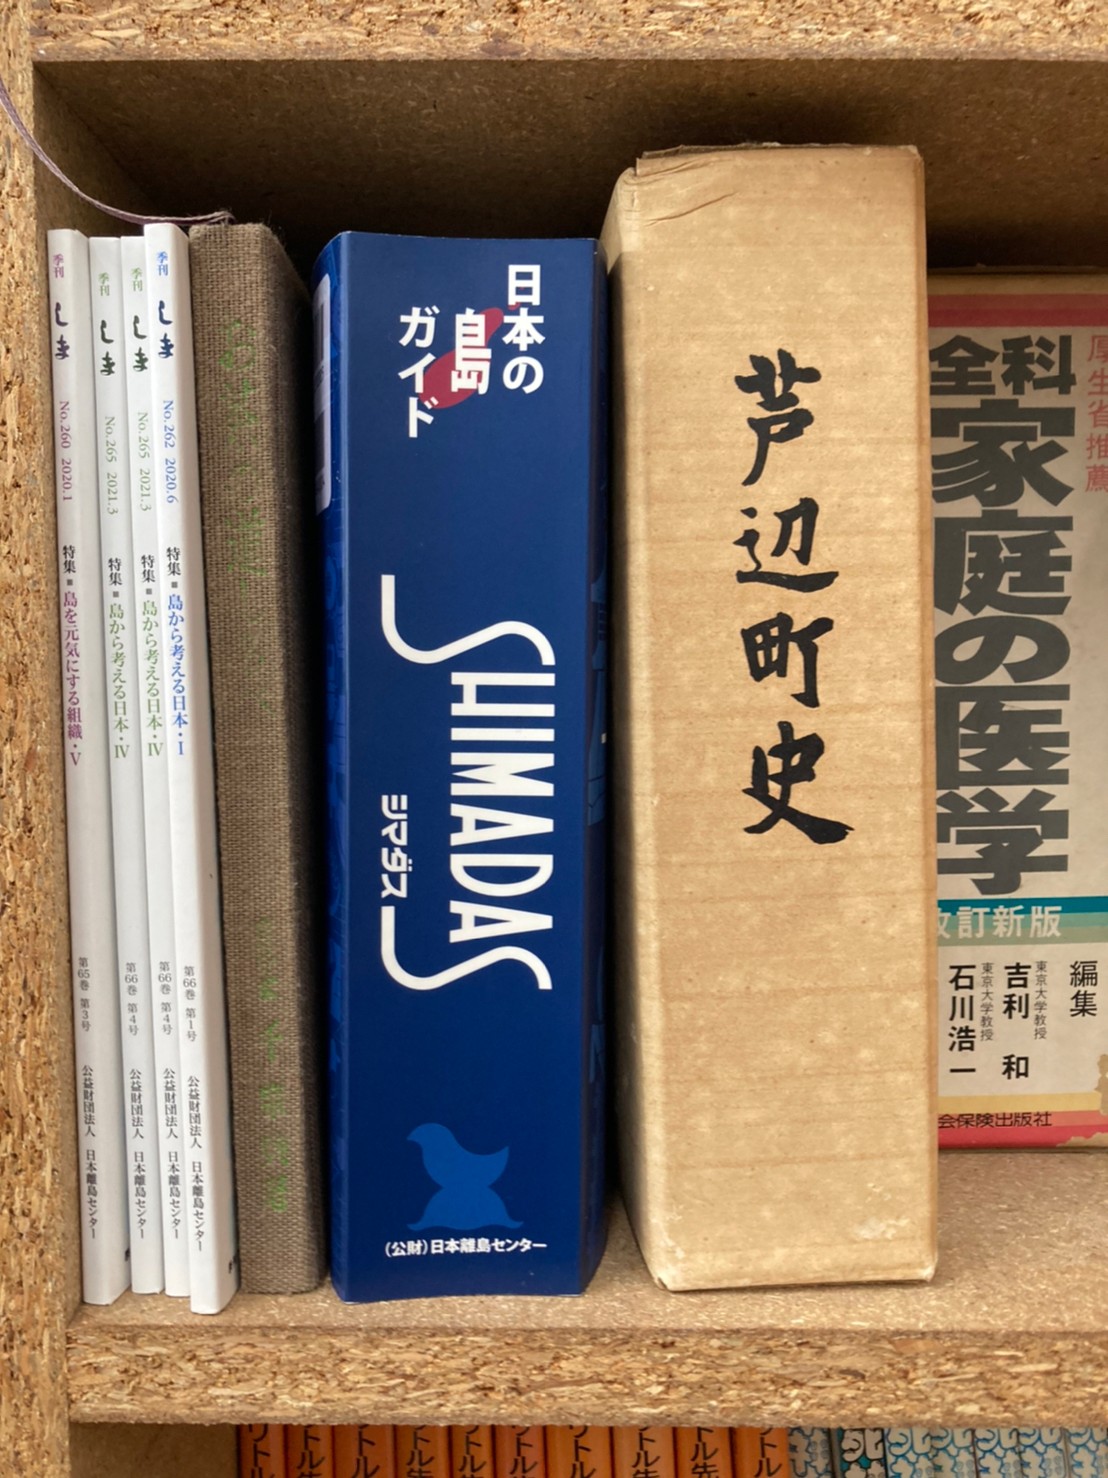 季刊 しま No.260 2020.1 特集■島を元気にする組織・V 第65巻 第3号 公益財団法人 日本離島センター
季刊 しま No.265 2021.3 特集■島から考える日本・IV 第66巻 第4号 公益財団法人 日本離島センター
季刊 しま No.265 2021.3 特集■島から考える日本・IV 第66巻 第4号 公益財団法人 日本離島センター
季刊 しま No.262 2020.6 特集■島から考える日本・I 第66巻 第1号 公益財団法人 日本離島センター
日本の
島
ガイド
SHIMADAS
シマダス
(公財)日本離島センター
芦辺町史
厚生省推薦
全科
家庭の医学
改訂新版
編集
東京大学教授
吉利 和
東京大学教授
石川浩一
会保険出版社